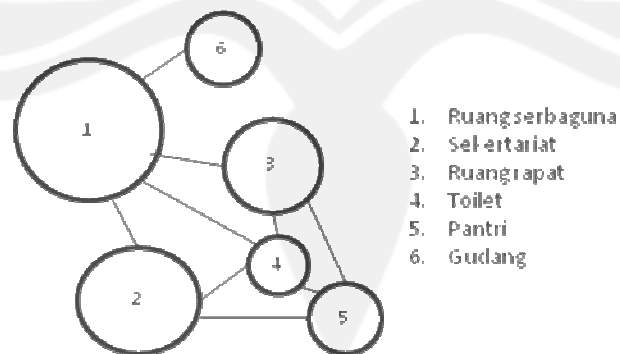 6
1
3
4
2
5
1. Ruangserbaguna
2. Sekertariat
3. Ruangrapat
4. Toilet
5. Pantri
6. Gudang